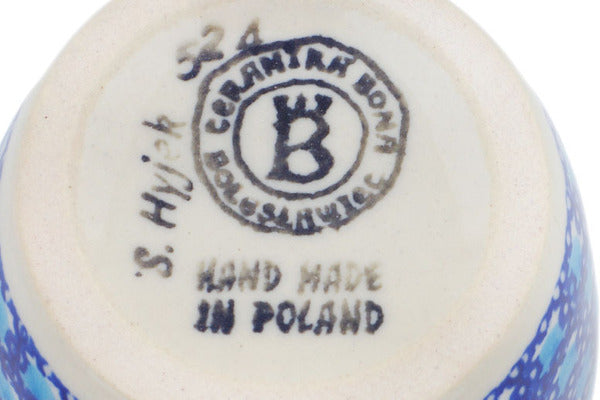 524
CERAMIKA BONA
B
BOLESŁAWIEC
S. Hyjek
HAND MADE
IN POLAND